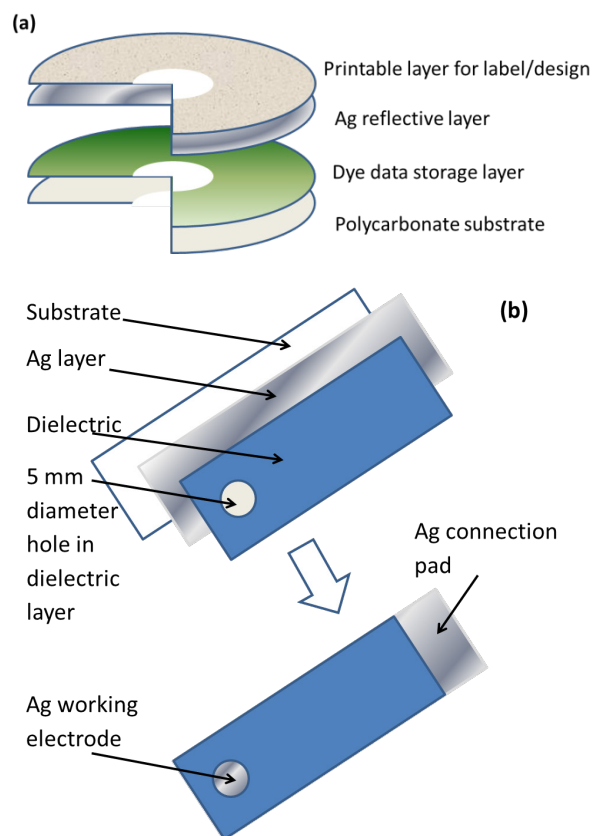 (a)
Printable layer for label/design
Ag reflective layer
Dye data storage layer
Polycarbonate substrate
(b)
Substrate
Ag layer
Dielectric
5 mm
diameter
hole in
dielectric
layer
Ag connection
pad
Ag working
electrode